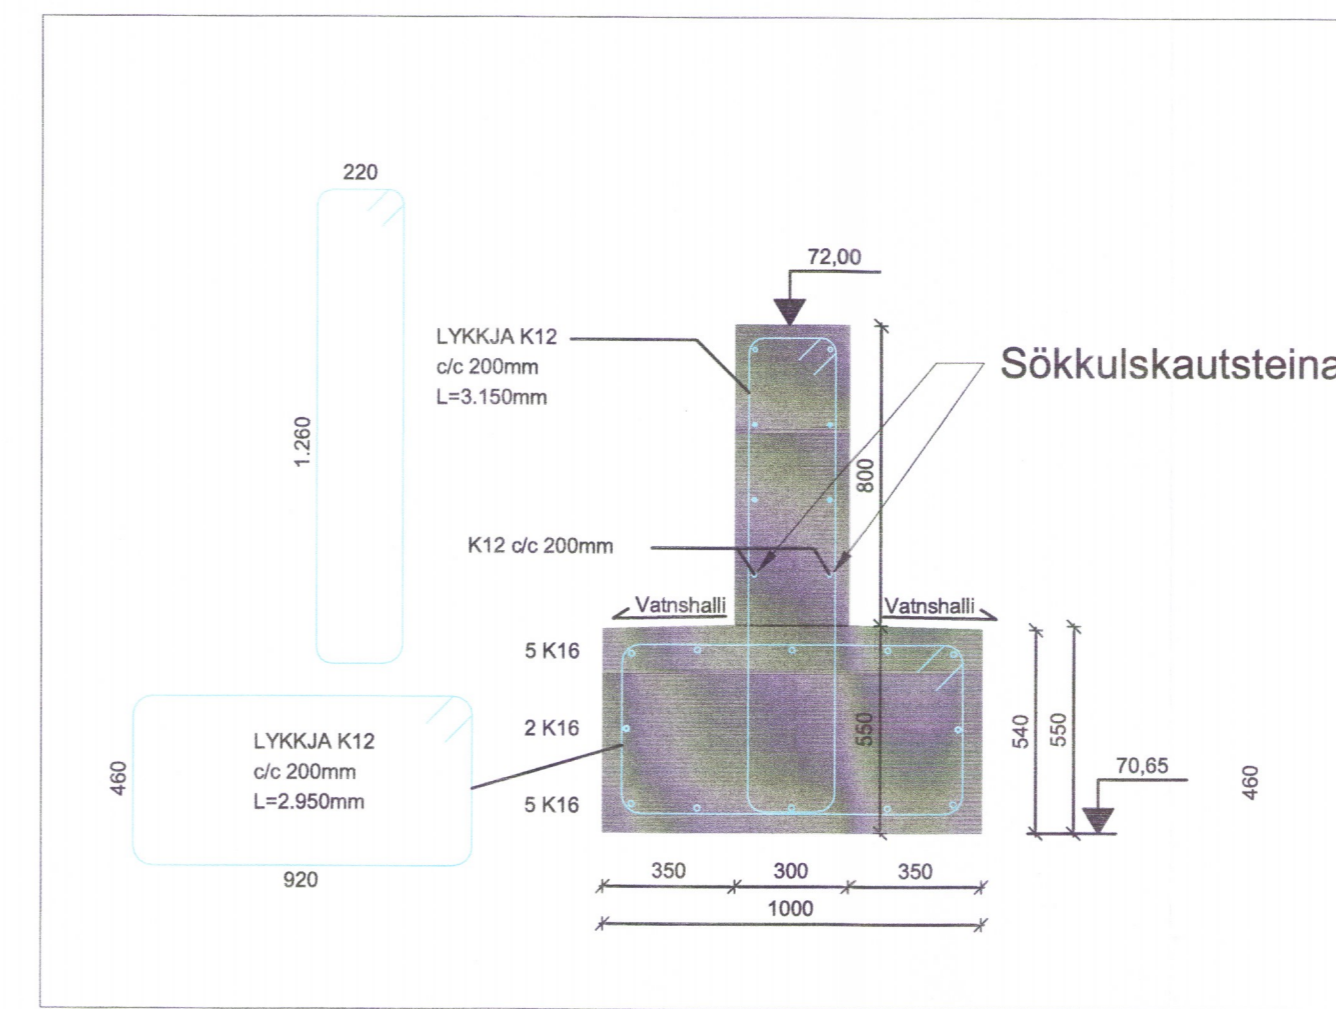 220
1.260
72,00
LYKKJA K12
c/c 200mm
L=3.150mm
Sökkulskautsteina
800
K12 c/c 200mm
Vatnshalli
Vatnshalli
5 K16
2 K16
5 K16
550
540
550
70,65
460
LYKKJA K12
c/c 200mm
L=2.950mm
460
920
350
300
350
1000